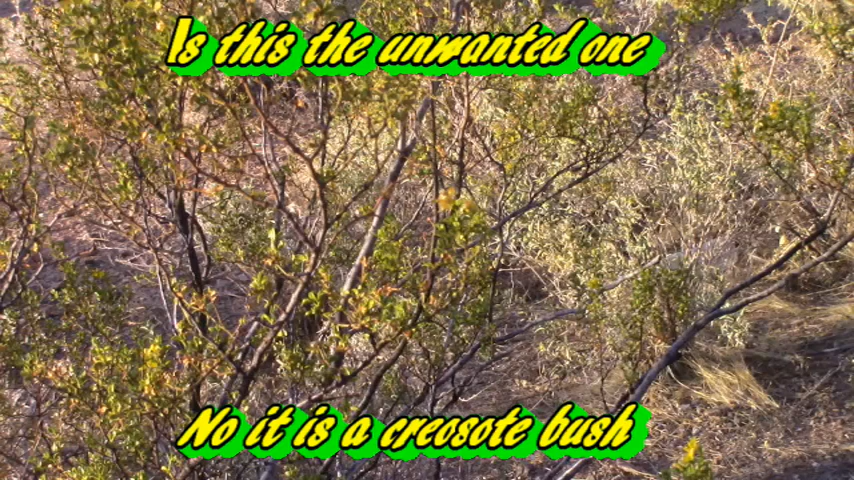 Is this the unwanted one
No it is a creosote bush